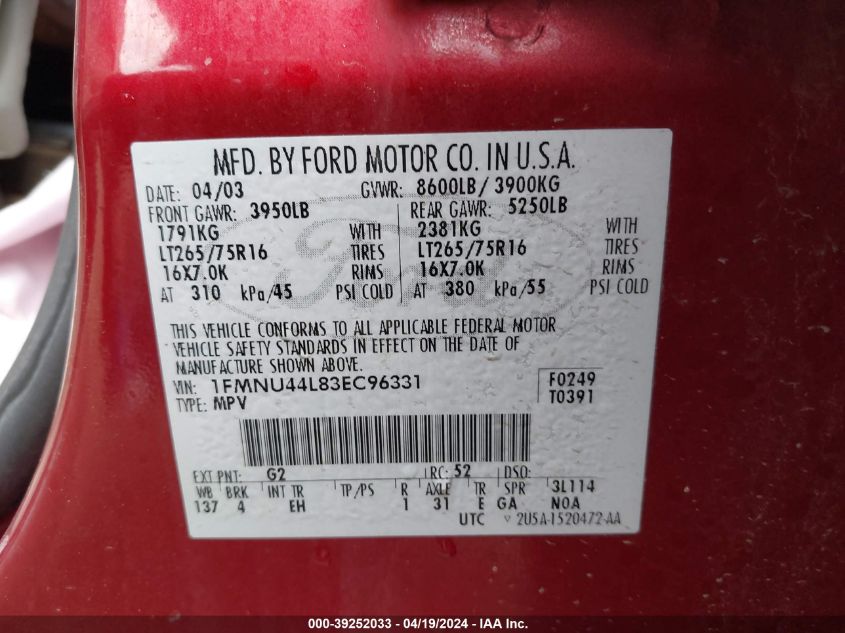 MFD. BY FORD MOTOR CO. IN U.S.A.
DATE: 04/03 GVWR: 8600LB/ 3900KG
FRONT GAWR: 3950LB REAR GAWR: 5250LB
1791KG WITH 2381KG WITH
LT265/75R16 TIRES LT265/75R16 TIRES
16X7.0K RIMS 16X7.0K RIMS
AT 310 kPa/45 PSI COLD AT 380 kPa/55 PSI COLD
Ford
THIS VEHICLE CONFORMS TO ALL APPLICABLE FEDERAL MOTOR
VEHICLE SAFETY STANDARDS IN EFFECT ON THE DATE OF
MANUFACTURE SHOWN ABOVE.
VIN: 1FMNU44L83EC96331 F0249
TYPE: MPV T0391
EXT PNT: G2 RC: 52 DSO:
WB BRK INT TR TP/PS R AXLE TR SPR 3L114
137 4 EH 1 31 E GA NOA
UTC ▽ 2U5A-1520472-AA
000-39252033 - 04/19/2024 - IAA Inc.